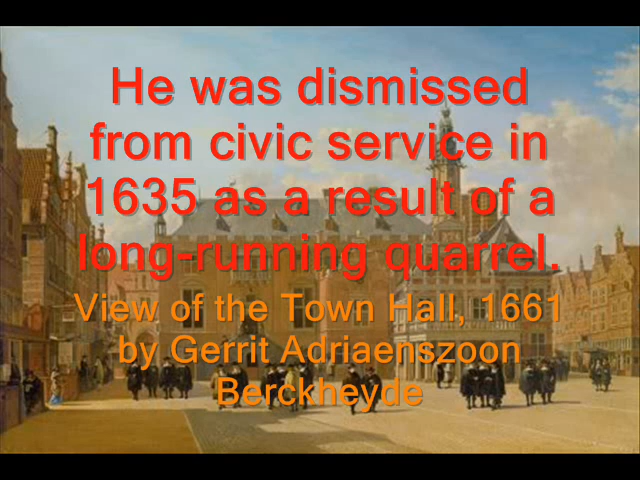 He was dismissed
from civic service in
1635 as a result of a
long-running quarrel.
View of the Town Hall, 1661
by Gerrit Adriaenszoon
Berckheyde